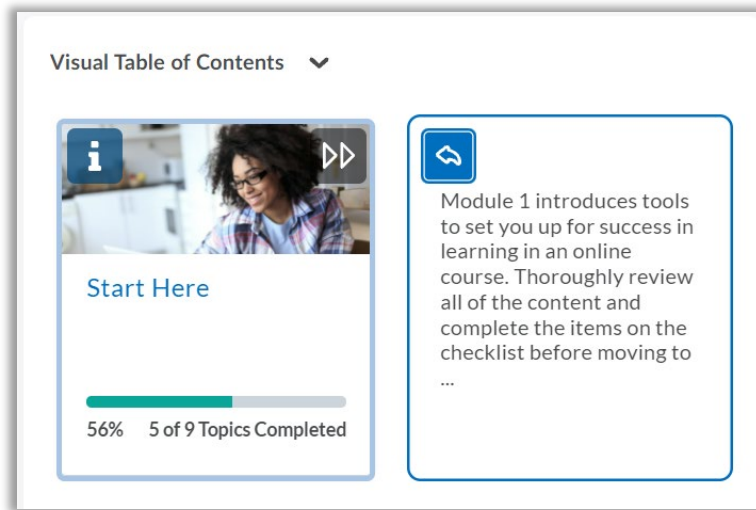 Visual Table of Contents
Start Here
56% 5 of 9 Topics Completed
Module 1 introduces tools
to set you up for success in
learning in an online
course. Thoroughly review
all of the content and
complete the items on the
checklist before moving to
...